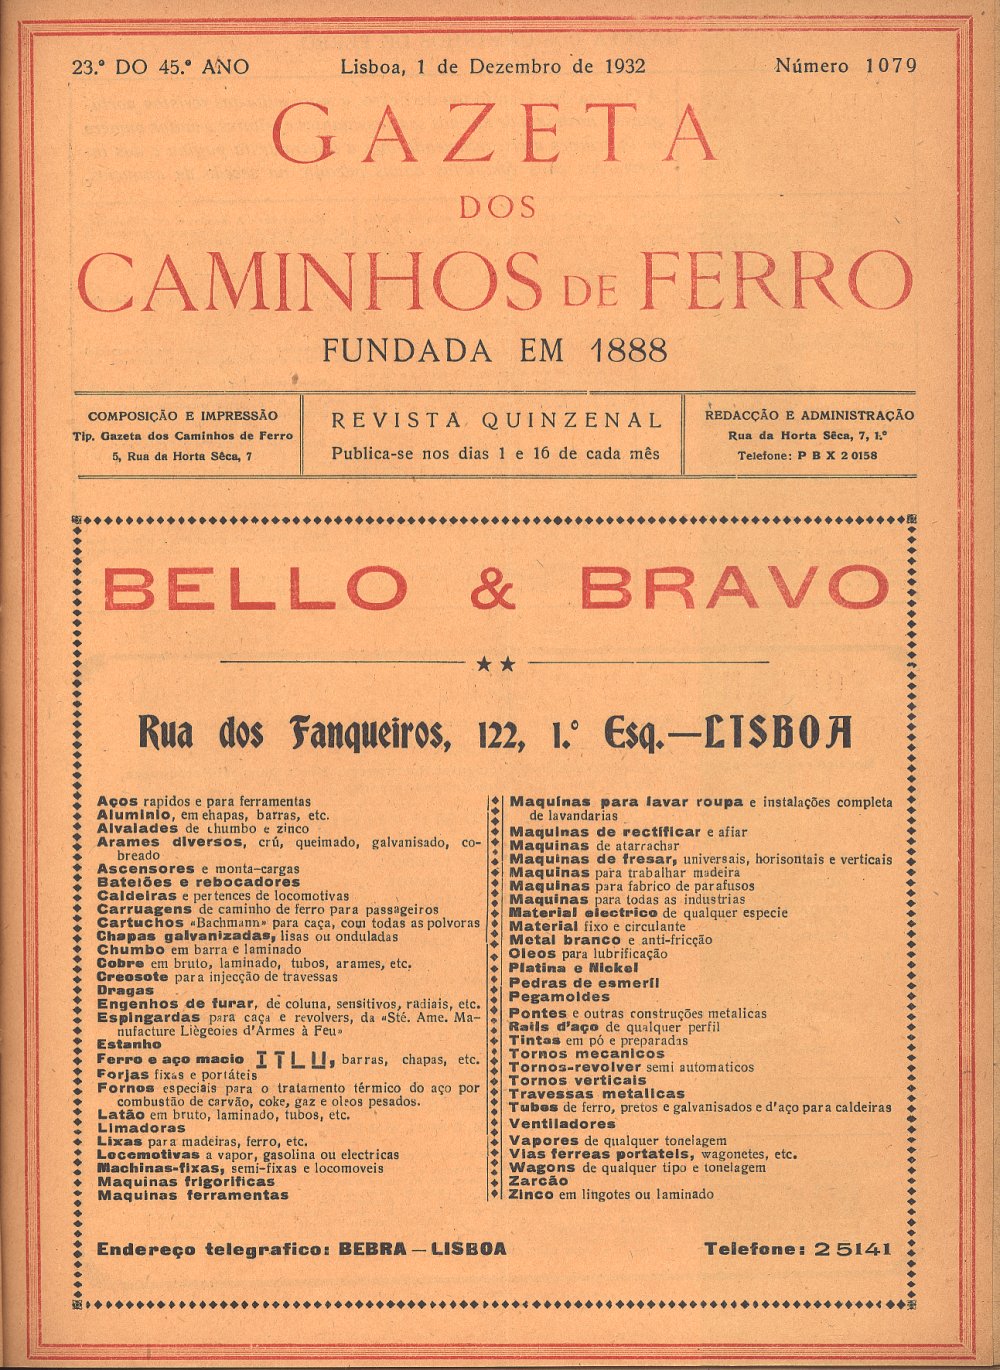 23.º DO 45.º ANO
Lisboa, 1 de Dezembro de 1932
Número 1079
GAZETA
DOS
CAMINHOS DE FERRO
FUNDADA EM 1888
COMPOSIÇÃO E IMPRESSÃO
Tip. Gazeta dos Caminhos de Ferro
5, Rua da Horta Sêca, 7
REVISTA QUINZENAL
Publica-se nos dias 1 e 16 de cada mês
REDACÇÃO E ADMINISTRAÇÃO
Rua da Horta Sêca, 7, 1.º
Telefone: P B X 2 0158
BELLO & BRAVO
Rua dos Fanqueiros, 122, 1.º Esq.—LISBOA
Aços rapidos e para ferramentas
Aluminio, em chapas, barras, etc.
Alvaiades de chumbo e zinco
Arames diversos, crú, queimado, galvanisado, co-
breado
Ascensores e monta-cargas
Bateiões e rebocadores
Caldeiras e pertences de locomotivas
Carruagens de caminho de ferro para passageiros
Cartuchos «Bachmann» para caça, com todas as polvoras
Chapas galvanizadas, lisas ou onduladas
Chumbo em barra e laminado
Cobre em bruto, laminado, tubos, arames, etc.
Creosote para injecção de travessas
Dragas
Engenhos de furar, de coluna, sensitivos, radiais, etc.
Espingardas para caça e revolvers, da «Sté. Ame. Ma-
nufacture Liègeoies d'Armes à Feu»
Estanho
Ferro e aço macio I T L U, barras, chapas, etc.
Forjas fixas e portáteis
Fornos especiais para o tratamento térmico do aço por
combustão de carvão, coke, gaz e oleos pesados.
Latão em bruto, laminado, tubos, etc.
Limadoras
Lixas para madeiras, ferro, etc.
Locomotivas a vapor, gasolina ou electricas
Machinas-fixas, semi-fixas e locomoveis
Maquinas frigorificas
Maquinas ferramentas
Maquinas para lavar roupa e instalações completa
de lavandarias
Maquinas de rectificar e afiar
Maquinas de atarrachar
Maquinas de fresar, universais, horisontais e verticais
Maquinas para trabalhar madeira
Maquinas para fabrico de parafusos
Maquinas para todas as industrias
Material electrico de qualquer especie
Material fixo e circulante
Metal branco e anti-fricção
Oleos para lubrificação
Platina e Nickel
Pedras de esmeril
Pegamoides
Pontes e outras construções metalicas
Rails d'aço de qualquer perfil
Tintas em pó e preparadas
Tornos mecanicos
Tornos-revolver semi automaticos
Tornos verticais
Travessas metalicas
Tubos de ferro, pretos e galvanisados e d'aço para caldeiras
Ventiladores
Vapores de qualquer tonelagem
Vias ferreas portateis, wagonetes, etc.
Wagons de qualquer tipo e tonelagem
Zarcão
Zinco em lingotes ou laminado
Endereço telegrafico: BEBRA — LISBOA
Telefone: 2 5141